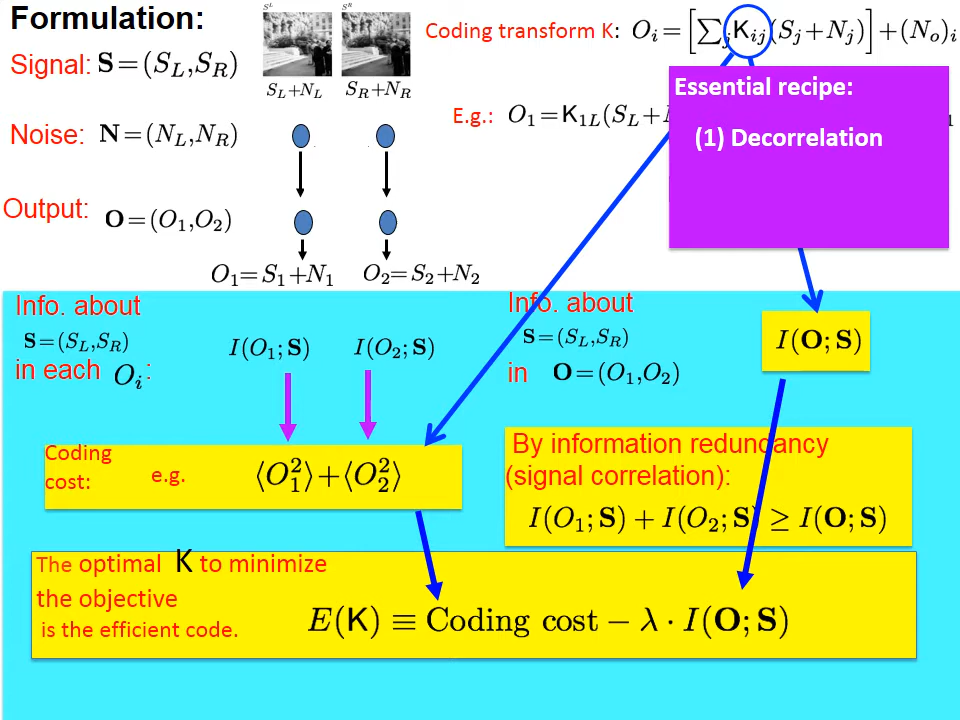 Formulation:
Coding transform K: O_i = [∑_j K_ij (S_j + N_j)] + (N_o)_i
Signal: S = (S_L, S_R)
S^L S^R
S_L + N_L S_R + N_R
Essential recipe:
(1) Decorrelation
E.g.: O_1 = K_1L (S_L +
Noise: N = (N_L, N_R)
Output: O = (O_1, O_2)
O_1 = S_1 + N_1 O_2 = S_2 + N_2
Info. about
S = (S_L, S_R)
in each O_i :
I(O_1; S) I(O_2; S)
Info. about
S = (S_L, S_R)
in O = (O_1, O_2)
I(O; S)
Coding
cost: e.g. ⟨O_1^2⟩ + ⟨O_2^2⟩
By information redundancy
(signal correlation):
I(O_1; S) + I(O_2; S) ≥ I(O; S)
The optimal K to minimize
the objective
is the efficient code.
E(K) ≡ Coding cost − λ · I(O; S)